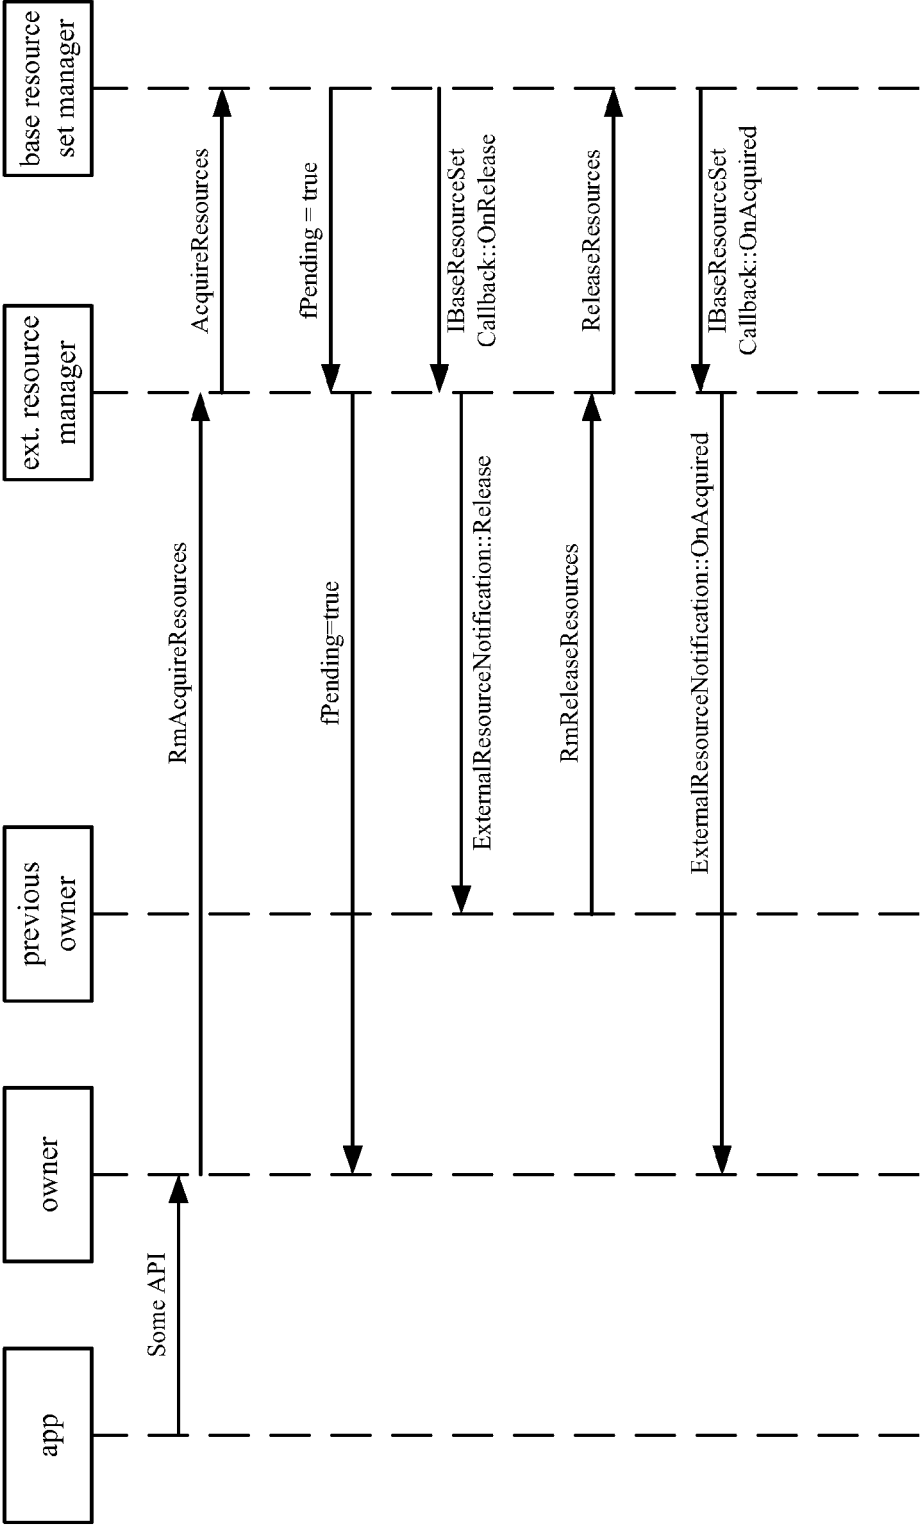 app
owner
previous
owner
ext. resource
manager
base resource
set manager
Some API
RmAcquireResources
AcquireResources
fPending = true
fPending=true
IBaseResourceSet
Callback::OnRelease
ExternalResourceNotification::Release
RmReleaseResources
ReleaseResources
IBaseResourceSet
Callback::OnAcquired
ExternalResourceNotification::OnAcquired